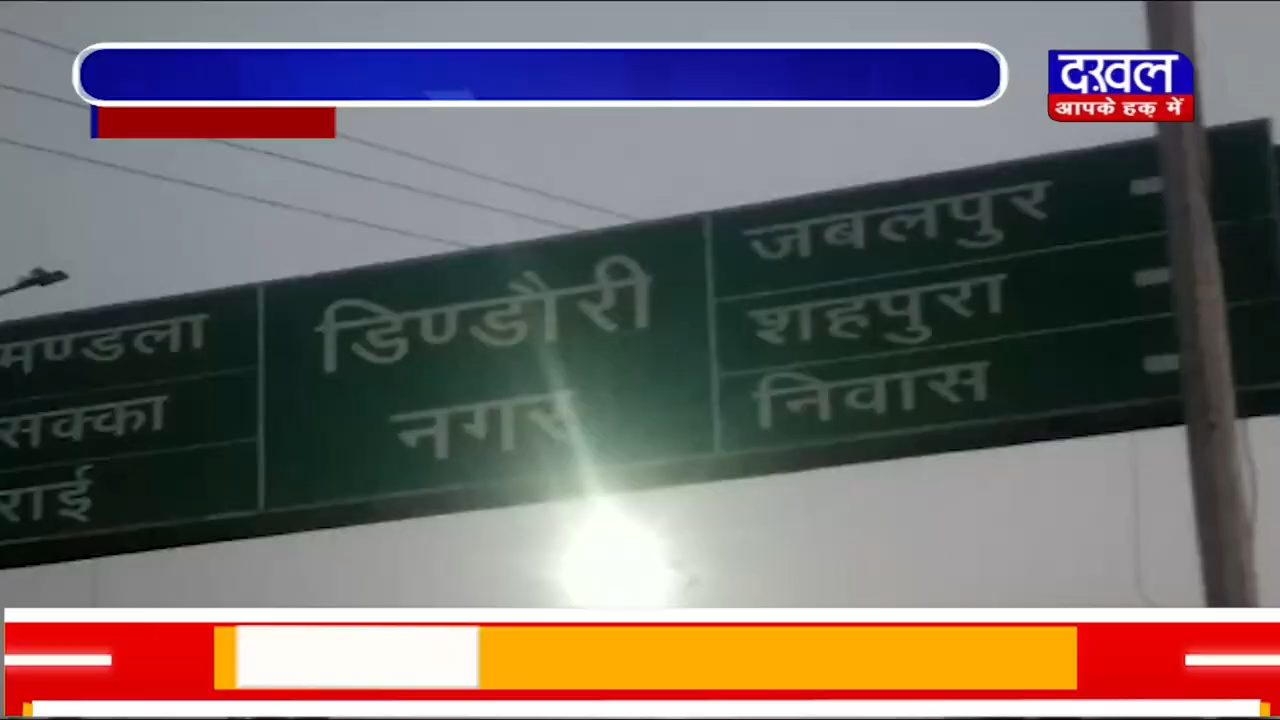 दख़ल
आपके हक़ में
मण्डला
सक्का
राई
डिण्डौरी
नगर
जबलपुर
शहपुरा
निवास